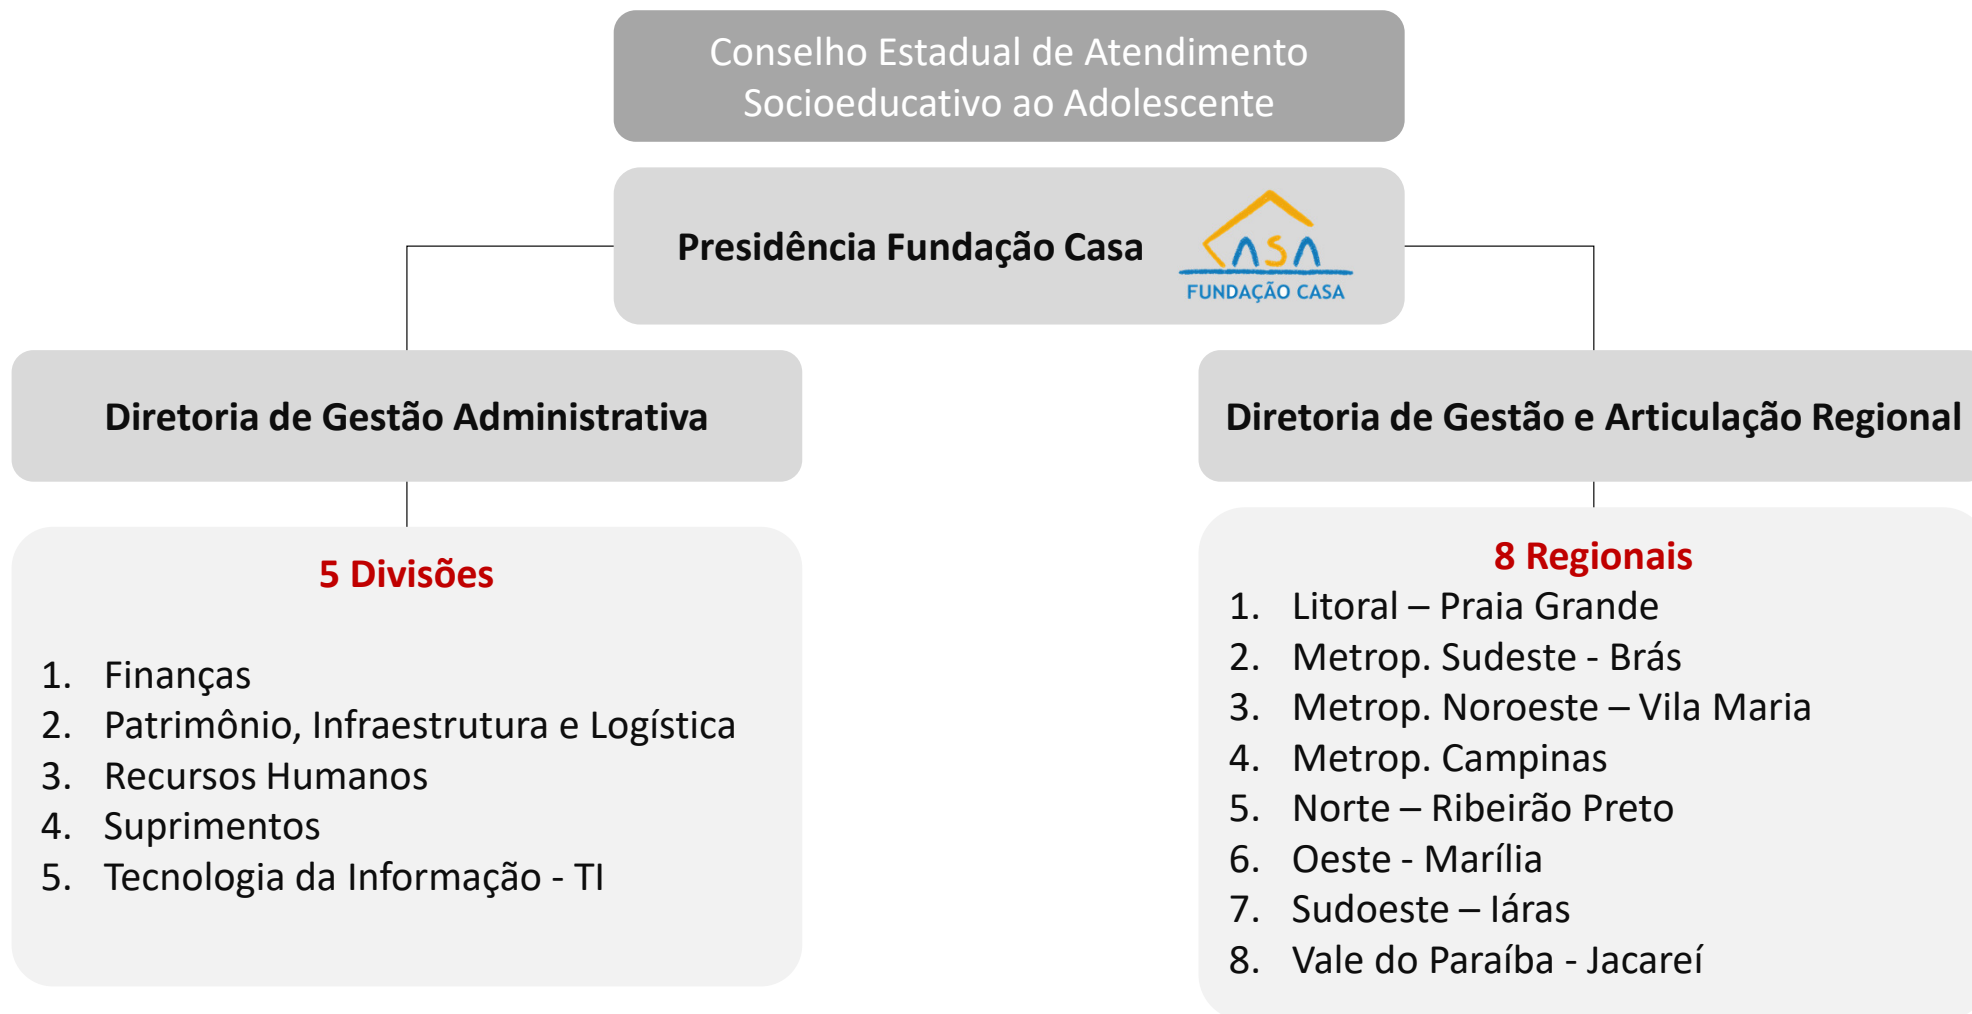 Conselho Estadual de Atendimento
Socioeducativo ao Adolescente
Presidência Fundação Casa
CASA
FUNDAÇÃO CASA
Diretoria de Gestão Administrativa
Diretoria de Gestão e Articulação Regional
5 Divisões
1. Finanças
2. Patrimônio, Infraestrutura e Logística
3. Recursos Humanos
4. Suprimentos
5. Tecnologia da Informação - TI
8 Regionais
1. Litoral – Praia Grande
2. Metrop. Sudeste - Brás
3. Metrop. Noroeste – Vila Maria
4. Metrop. Campinas
5. Norte – Ribeirão Preto
6. Oeste - Marília
7. Sudoeste – Iáras
8. Vale do Paraíba - Jacareí